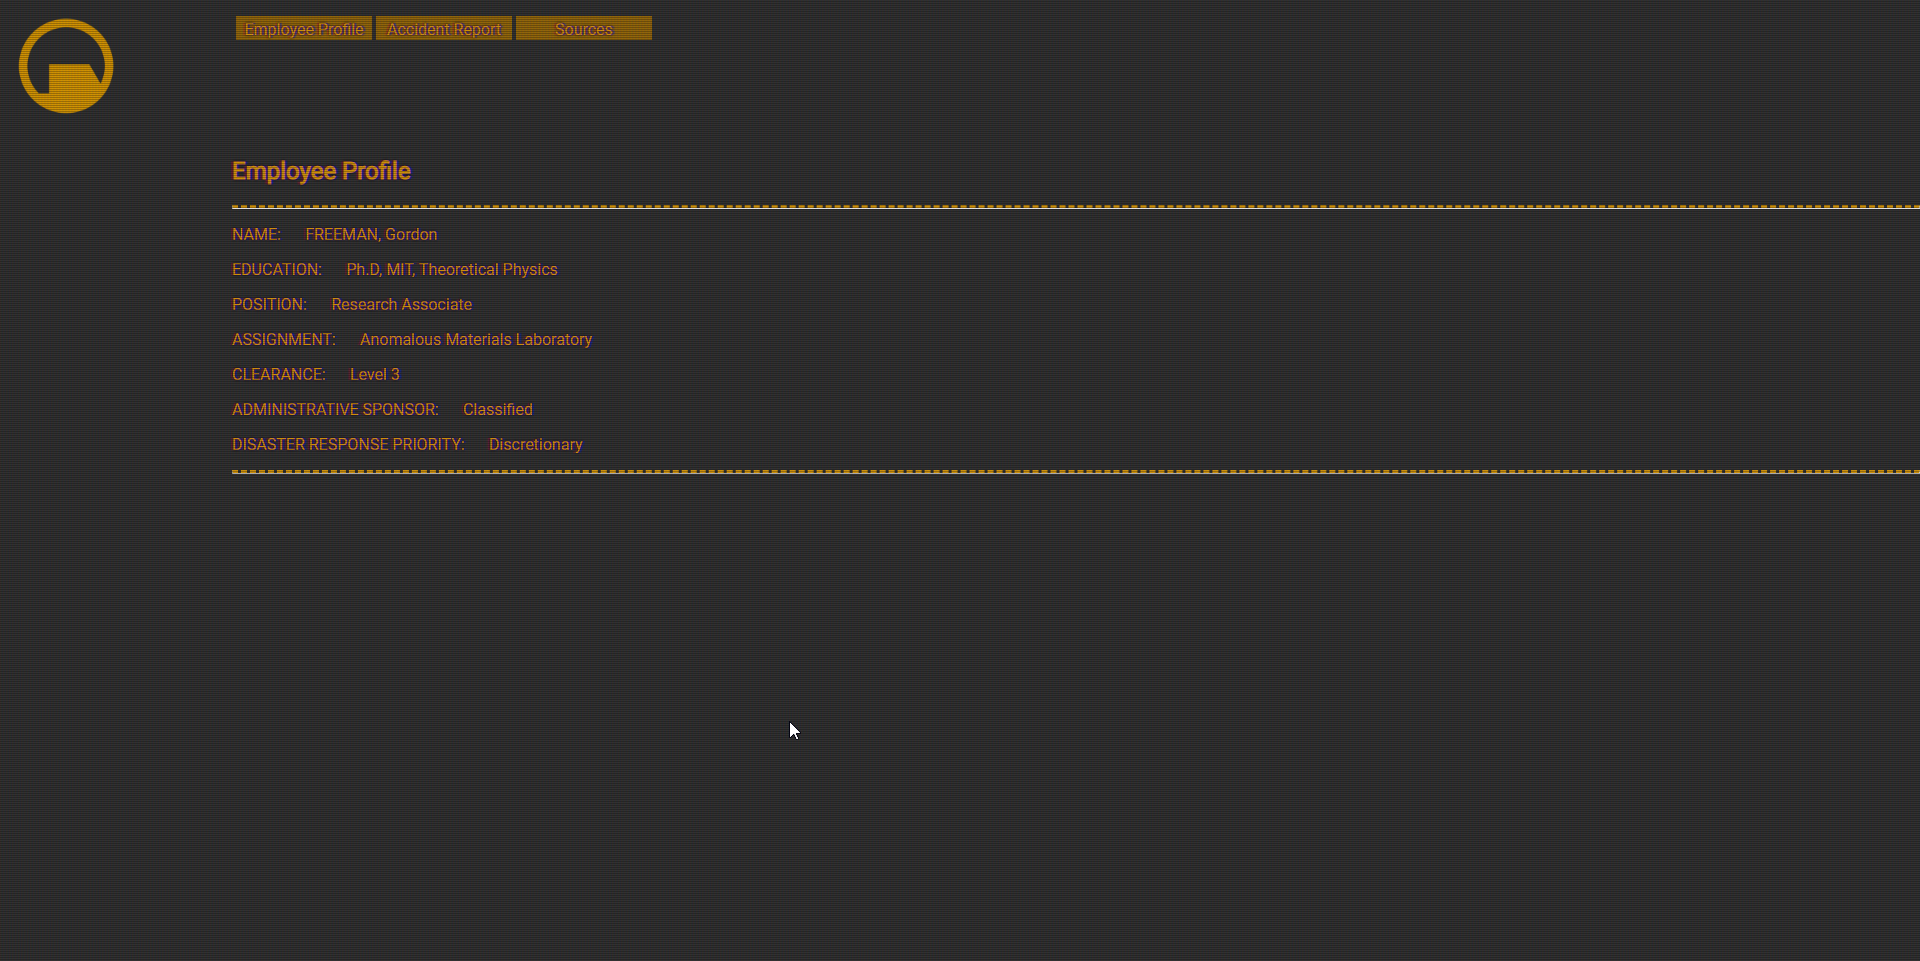 Employee Profile Accident Report Sources
Employee Profile
NAME: FREEMAN, Gordon
EDUCATION: Ph.D, MIT, Theoretical Physics
POSITION: Research Associate
ASSIGNMENT: Anomalous Materials Laboratory
CLEARANCE: Level 3
ADMINISTRATIVE SPONSOR: Classified
DISASTER RESPONSE PRIORITY: Discretionary